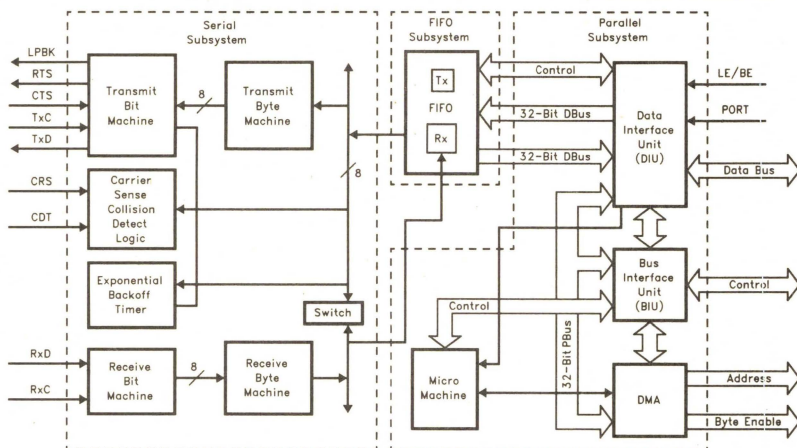 Serial
Subsystem
FIFO
Subsystem
Parallel
Subsystem
LPBK
RTS
CTS
TxC
TxD
Transmit
Bit
Machine
8
Transmit
Byte
Machine
8
Tx
FIFO
Rx
Control
32-Bit DBus
32-Bit DBus
Data
Interface
Unit
(DIU)
LE/BE
PORT
Data Bus
CRS
CDT
Carrier
Sense
Collision
Detect
Logic
Exponential
Backoff
Timer
Switch
Control
Bus
Interface
Unit
(BIU)
Control
32-Bit PBus
RxD
RxC
Receive
Bit
Machine
8
Receive
Byte
Machine
Micro
Machine
DMA
Address
Byte Enable